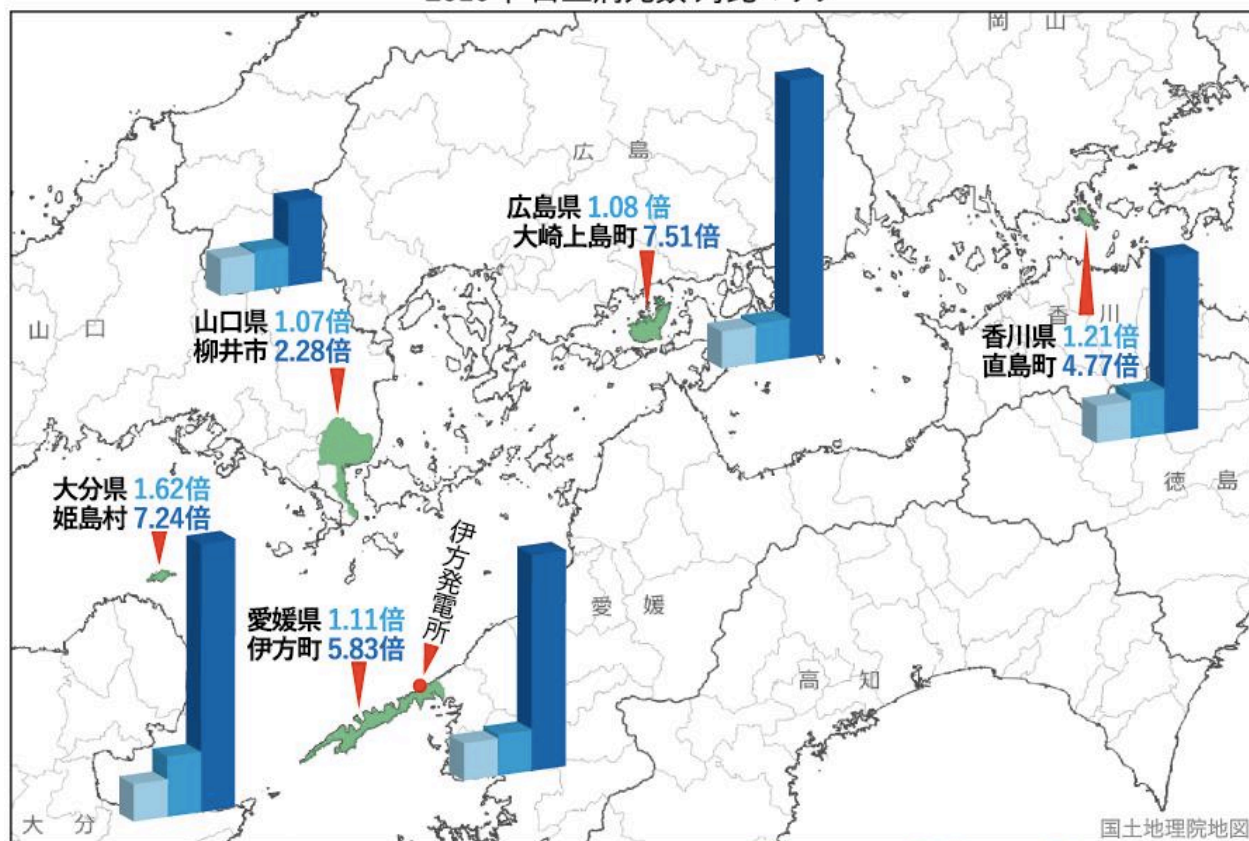 岡 山
広 島
広島県 1.08 倍
大崎上島町 7.51倍
山 口
山口県 1.07倍
柳井市 2.28倍
香 川
香川県 1.21倍
直島町 4.77倍
徳 島
大分県 1.62倍
姫島村 7.24倍
伊方発電所
愛媛県 1.11倍
伊方町 5.83倍
愛 媛
高 知
大 分
国土地理院地図